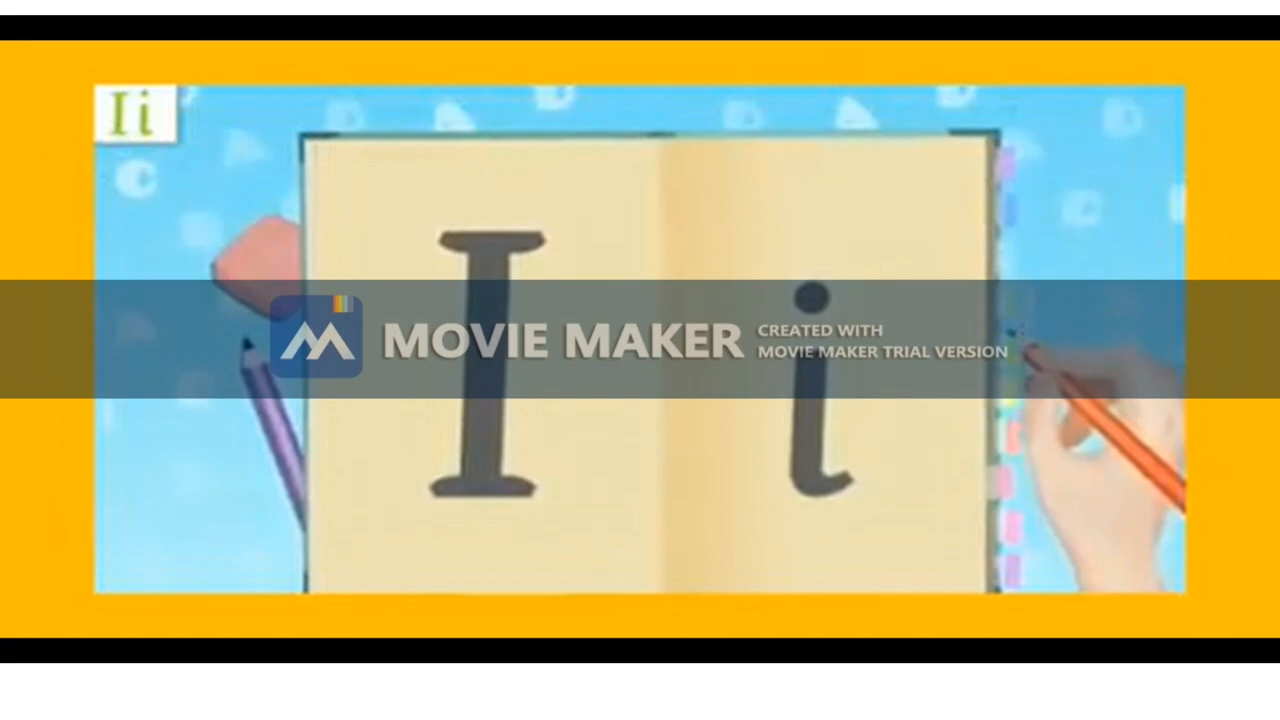 Ii
I i
MOVIE MAKER
CREATED WITH
MOVIE MAKER TRIAL VERSION